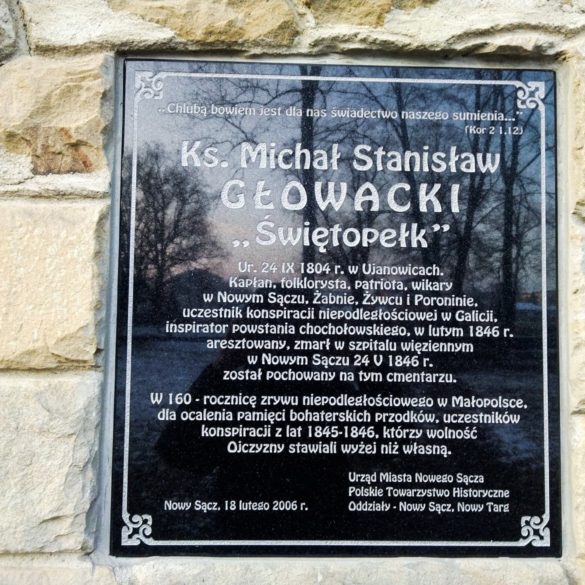 „Chlubą bowiem jest dla nas świadectwo naszego sumienia..."
(Kor 2 1,12)
Ks. Michał Stanisław
GŁOWACKI
„Świętopełk"
Ur. 24 IX 1804 r. w Ujanowicach.
Kapłan, folklorysta, patriota, wikary
w Nowym Sączu, Żabnie, Żywcu i Poroninie,
uczestnik konspiracji niepodległościowej w Galicji,
inspirator powstania chochołowskiego, w lutym 1846 r.
aresztowany, zmarł w szpitalu więziennym
w Nowym Sączu 24 V 1846 r.
został pochowany na tym cmentarzu.
W 160 - rocznicę zrywu niepodległościowego w Małopolsce,
dla ocalenia pamięci bohaterskich przodków, uczestników
konspiracji z lat 1845-1846, którzy wolność
Ojczyzny stawiali wyżej niż własną.
Urząd Miasta Nowego Sącza
Polskie Towarzystwo Historyczne
Nowy Sącz, 18 lutego 2006 r. Oddziały - Nowy Sącz, Nowy Targ